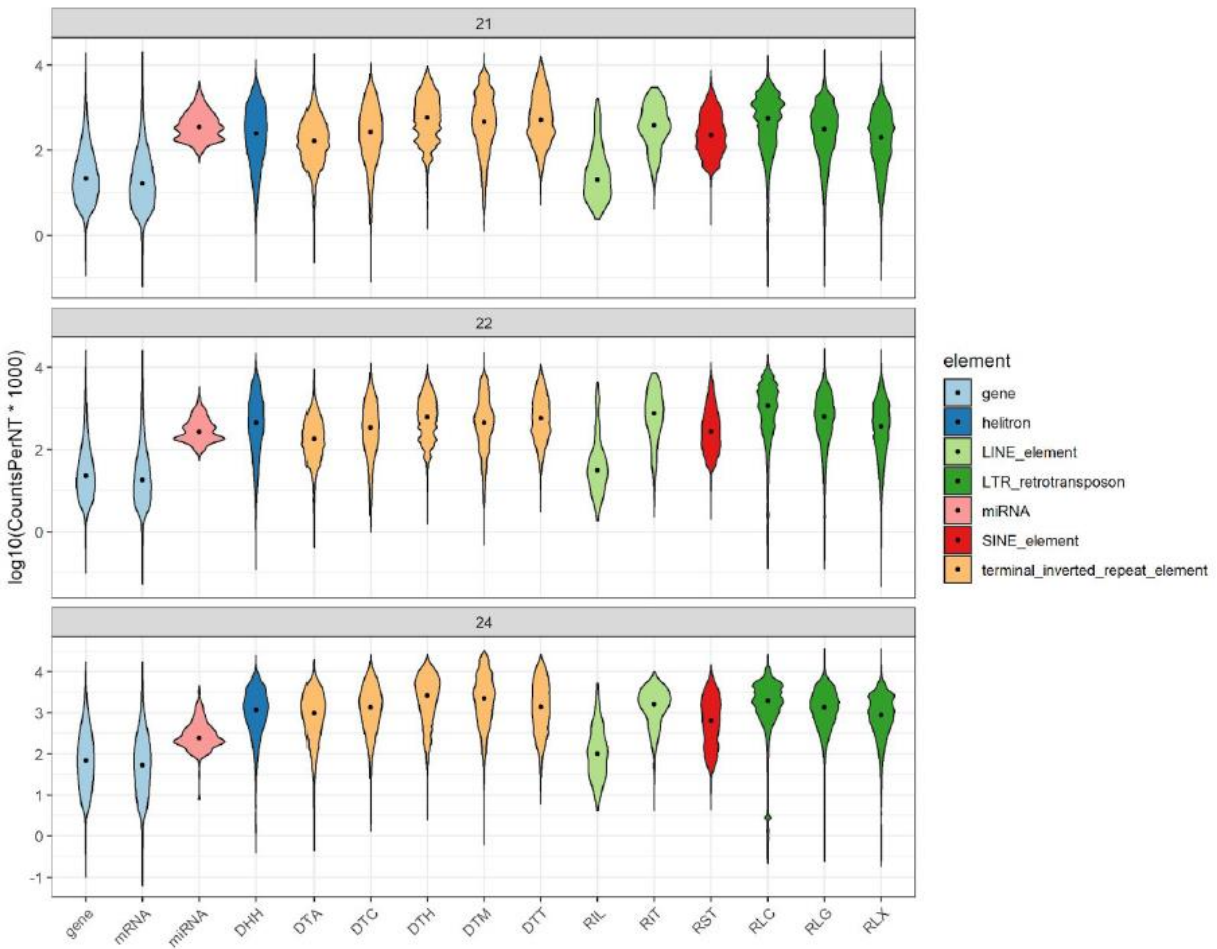 21
4
2
0
22
4
2
0
24
4
3
2
1
0
-1
log10(CountsPerNT * 1000)
gene
mRNA
miRNA
DHH
DTA
DTC
DTH
DTM
DTT
RIL
RIT
RST
RLC
RLG
RLX
element
gene
helitron
LINE_element
LTR_retrotransposon
miRNA
SINE_element
terminal_inverted_repeat_element